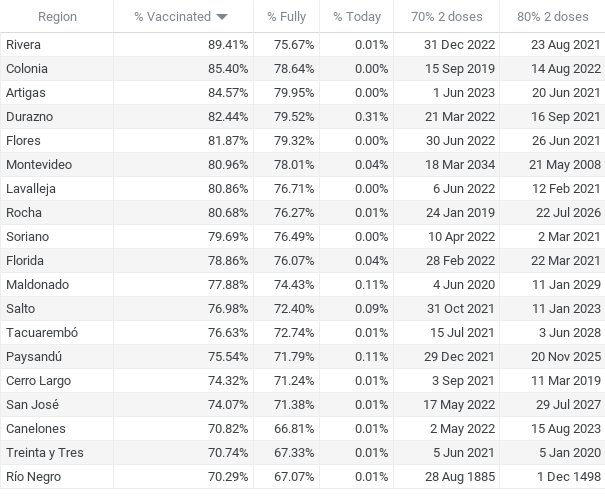 Region % Vaccinated % Fully % Today 70% 2 doses 80% 2 doses
Rivera 89.41% 75.67% 0.01% 31 Dec 2022 23 Aug 2021
Colonia 85.40% 78.64% 0.00% 15 Sep 2019 14 Aug 2022
Artigas 84.57% 79.95% 0.00% 1 Jun 2023 20 Jun 2021
Durazno 82.44% 79.52% 0.31% 21 Mar 2022 16 Sep 2021
Flores 81.87% 79.32% 0.00% 30 Jun 2022 26 Jun 2021
Montevideo 80.96% 78.01% 0.04% 18 Mar 2034 21 May 2008
Lavalleja 80.86% 76.71% 0.00% 6 Jun 2022 12 Feb 2021
Rocha 80.68% 76.27% 0.01% 24 Jan 2019 22 Jul 2026
Soriano 79.69% 76.49% 0.00% 10 Apr 2022 2 Mar 2021
Florida 78.86% 76.07% 0.04% 28 Feb 2022 22 Mar 2021
Maldonado 77.88% 74.43% 0.11% 4 Jun 2020 11 Jan 2029
Salto 76.98% 72.40% 0.09% 31 Oct 2021 11 Jan 2023
Tacuarembó 76.63% 72.74% 0.01% 15 Jul 2021 3 Jun 2028
Paysandú 75.54% 71.79% 0.11% 29 Dec 2021 20 Nov 2025
Cerro Largo 74.32% 71.24% 0.01% 3 Sep 2021 11 Mar 2019
San José 74.07% 71.38% 0.01% 17 May 2022 29 Jul 2027
Canelones 70.82% 66.81% 0.01% 2 May 2022 15 Aug 2023
Treinta y Tres 70.74% 67.33% 0.01% 5 Jun 2021 5 Jan 2020
Río Negro 70.29% 67.07% 0.01% 28 Aug 1885 1 Dec 1498